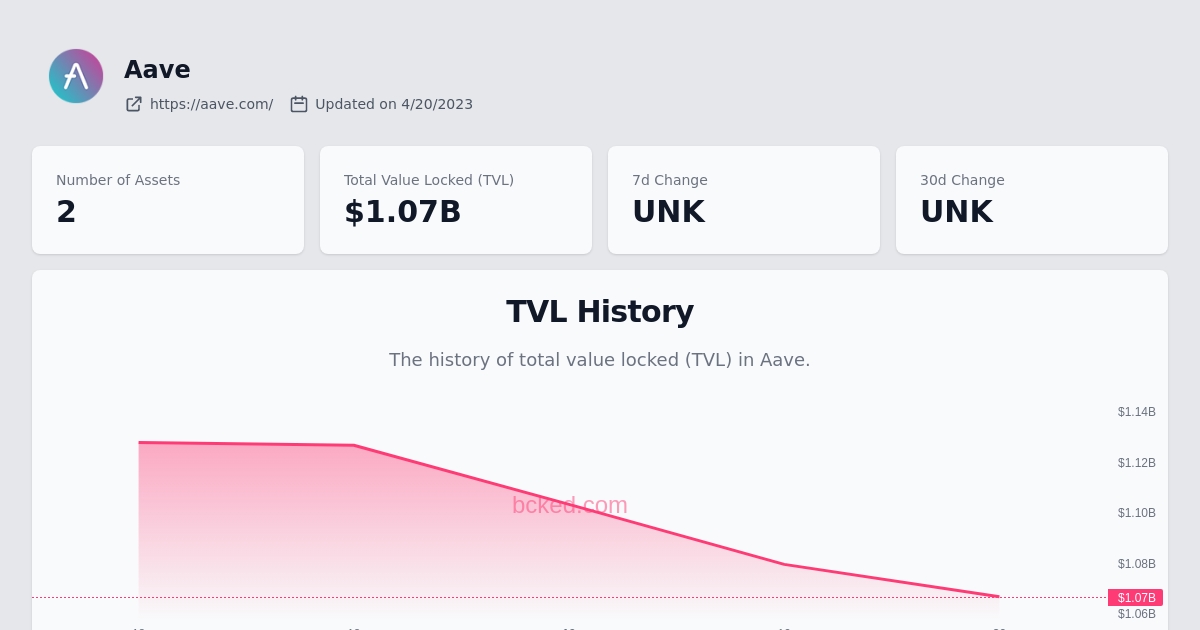 Aave
https://aave.com/ Updated on 4/20/2023
Number of Assets
2
Total Value Locked (TVL)
$1.07B
7d Change
UNK
30d Change
UNK
TVL History
The history of total value locked (TVL) in Aave.
$1.14B
$1.12B
bcked.com
$1.10B
$1.08B
$1.07B
$1.06B